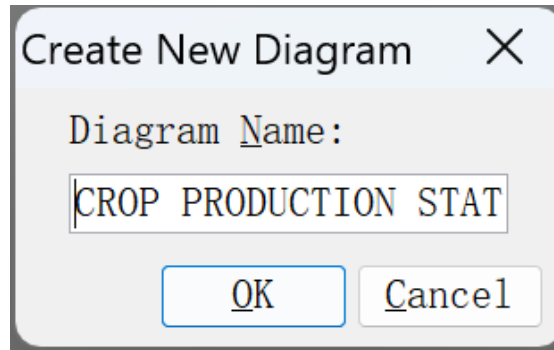 Create New Diagram
Diagram Name:
CROP PRODUCTION STAT
OK Cancel